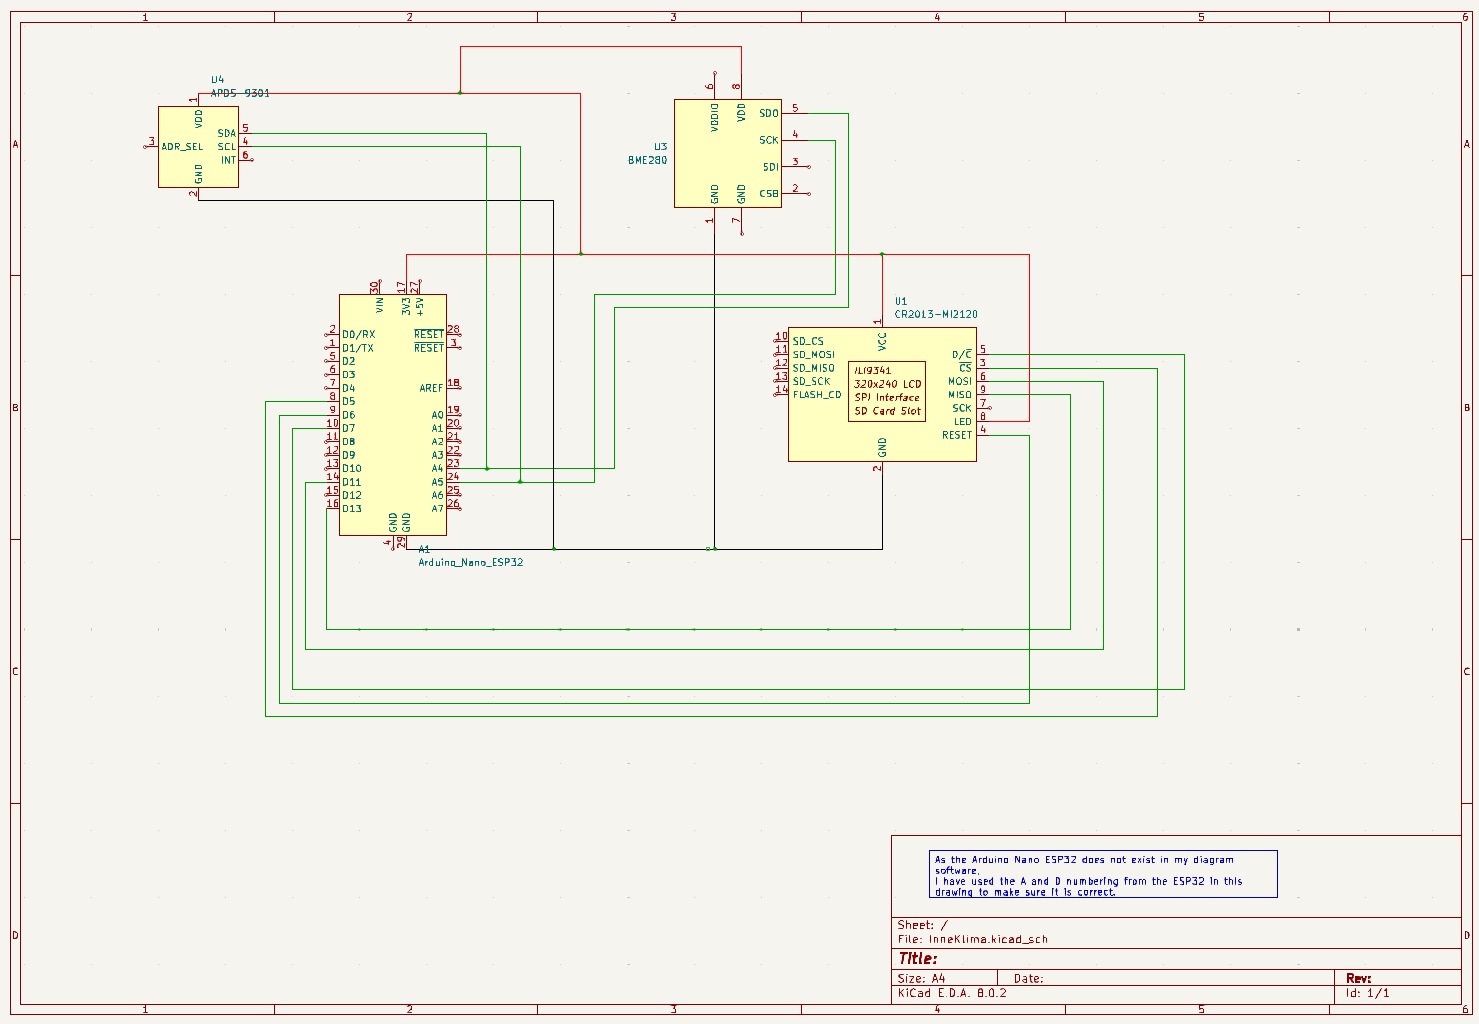 1 2 3 4 5 6
A
B
C
D
A
B
C
D
U4
APDS-9301
1
VDD
3 ADR_SEL
SDA 5
SCL 4
INT 6
GND
2
U3
BME280
6
8
VDDIO
VDD
SDO 5
SCK 4
SDI 3
CSB 2
GND
GND
1
7
30
17
27
VIN
3V3
+5V
2 D0/RX
1 D1/TX
5 D2
6 D3
7 D4
8 D5
9 D6
10 D7
11 D8
12 D9
13 D10
14 D11
15 D12
16 D13
RESET 28
RESET 3
AREF 18
A0 19
A1 20
A2 21
A3 22
A4 23
A5 24
A6 25
A7 26
GND
GND
4
29
A1
Arduino_Nano_ESP32
U1
CR2013-MI2120
1
VCC
10 SD_CS
11 SD_MOSI
12 SD_MISO
13 SD_SCK
14 FLASH_CD
ILI9341
320x240 LCD
SPI Interface
SD Card Slot
D/C 5
CS 3
MOSI 6
MISO 9
SCK 7
LED 8
RESET 4
GND
2
As the Arduino Nano ESP32 does not exist in my diagram
software,
I have used the A and D numbering from the ESP32 in this
drawing to make sure it is correct.
Sheet: /
File: InneKlima.kicad_sch
Title:
Size: A4 Date: Rev:
KiCad E.D.A. 8.0.2 Id: 1/1
1 2 3 4 5 6